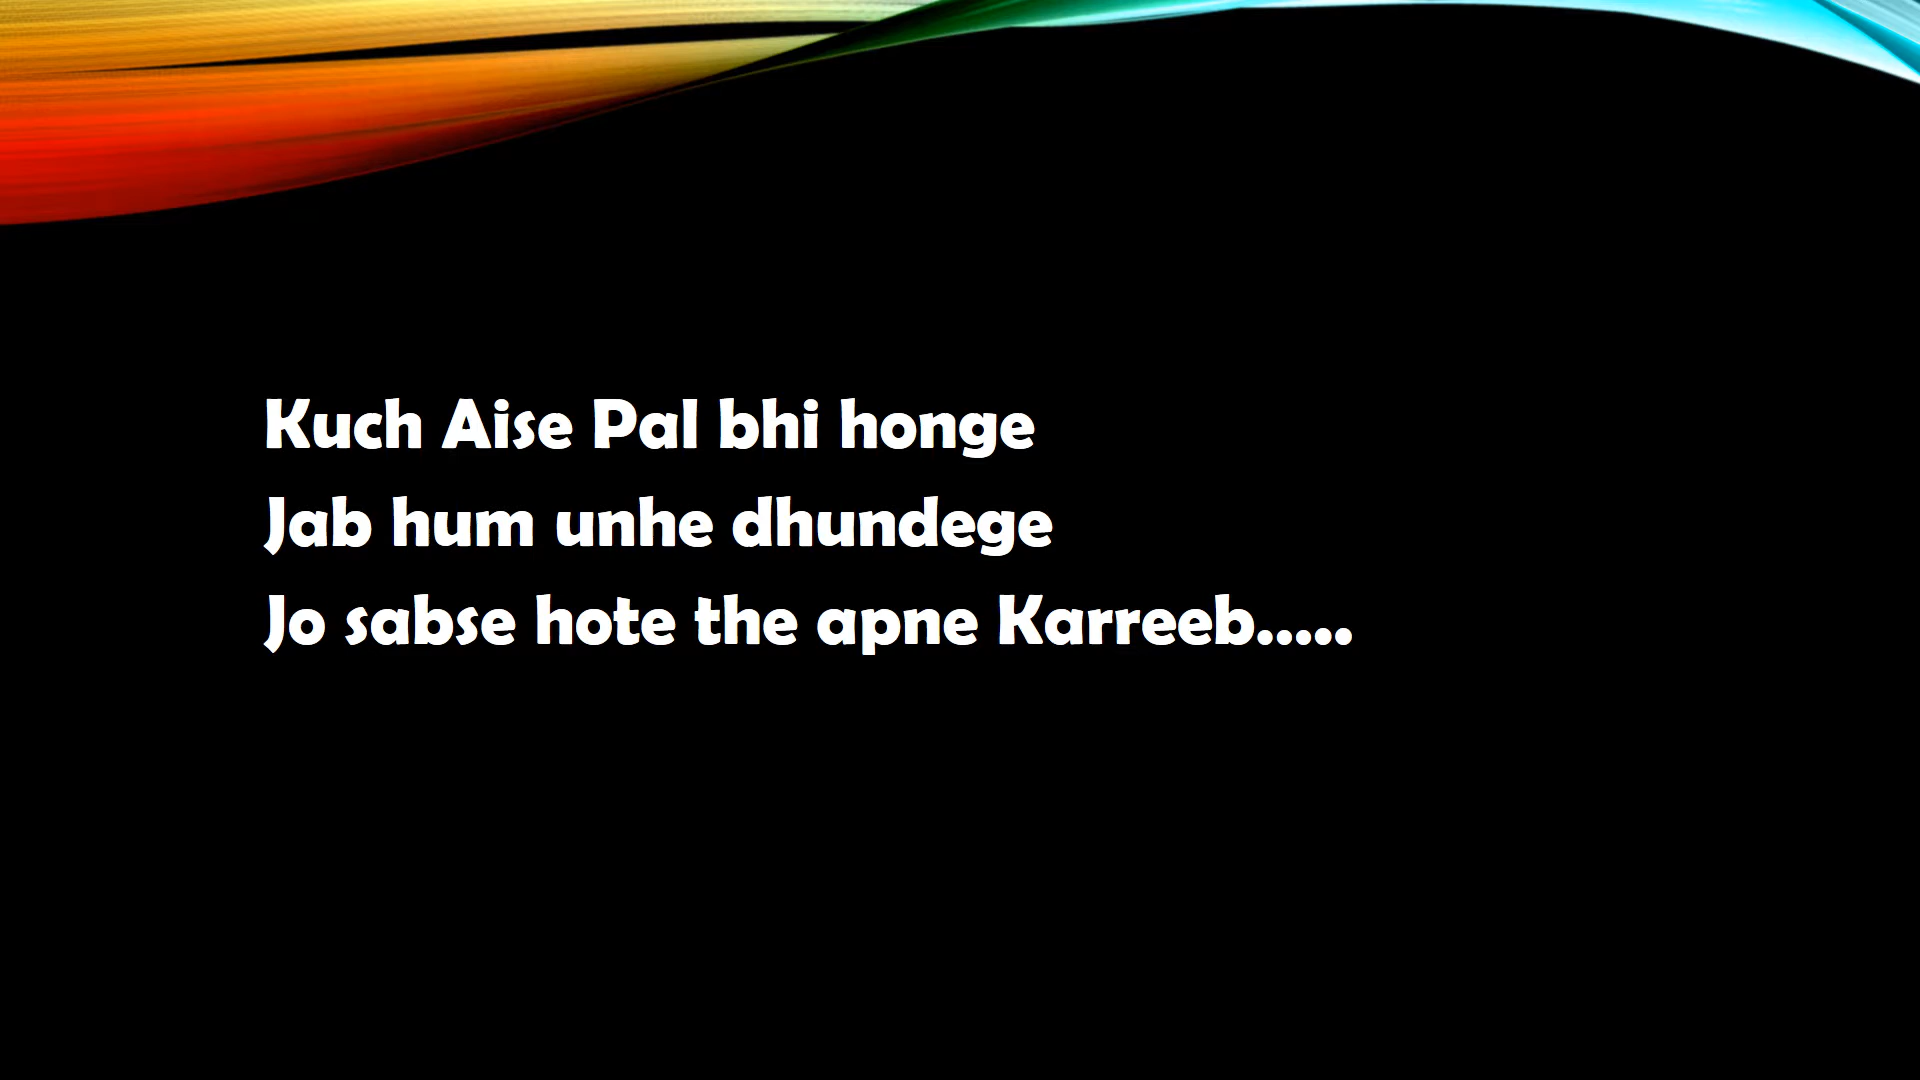 Kuch Aise Pal bhi honge
Jab hum unhe dhundege
Jo sabse hote the apne Karreeb.....